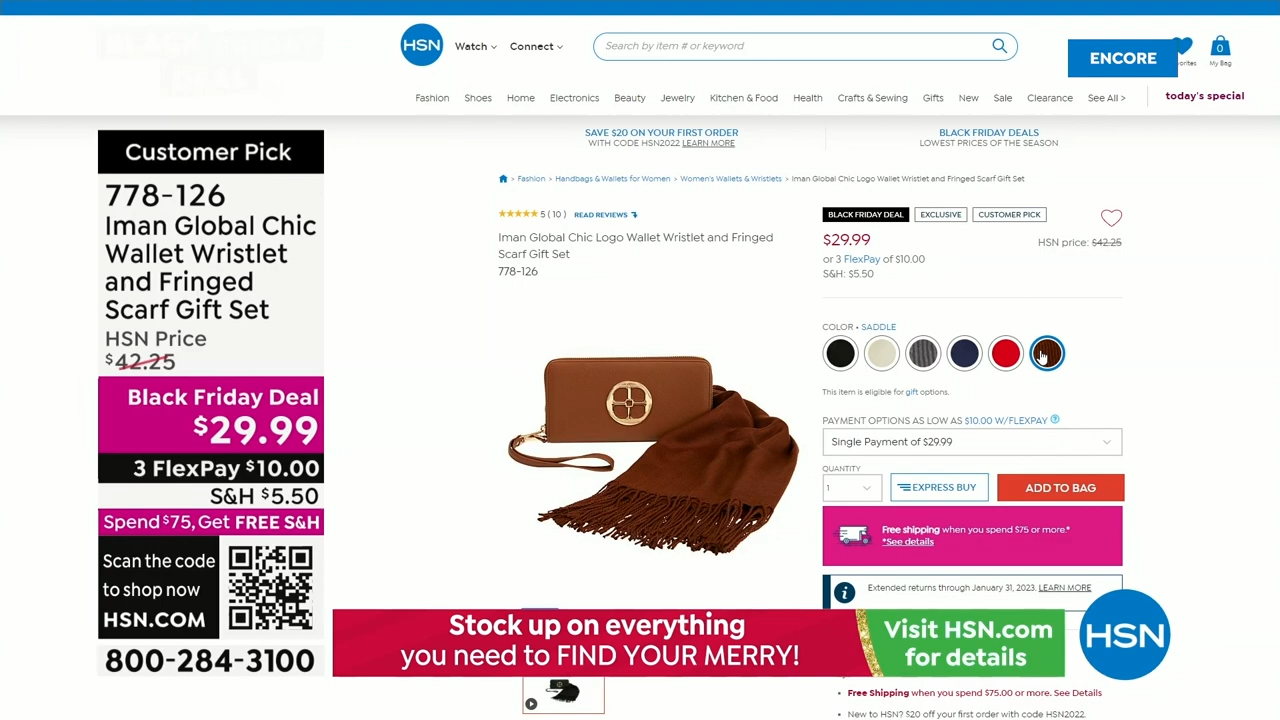 BLACK FRIDAY
DEAL
HSN
Watch
Connect
Search by item # or keyword
ENCORE
orites
0
My Bag
Fashion
Shoes
Home
Electronics
Beauty
Jewelry
Kitchen & Food
Health
Crafts & Sewing
Gifts
New
Sale
Clearance
See All >
today's special
SAVE $20 ON YOUR FIRST ORDER
WITH CODE HSN2022 LEARN MORE
BLACK FRIDAY DEALS
LOWEST PRICES OF THE SEASON
Customer Pick
778-126
Iman Global Chic
Wallet Wristlet
and Fringed
Scarf Gift Set
HSN Price
$42.25
Black Friday Deal
$29.99
3 FlexPay $10.00
S&H $5.50
Spend $75, Get FREE S&H
Scan the code
to shop now
HSN.COM
800-284-3100
> Fashion > Handbags & Wallets for Women > Women's Wallets & Wristlets > Iman Global Chic Logo Wallet Wristlet and Fringed Scarf Gift Set
5 ( 10 ) READ REVIEWS
Iman Global Chic Logo Wallet Wristlet and Fringed
Scarf Gift Set
778-126
BLACK FRIDAY DEAL
EXCLUSIVE
CUSTOMER PICK
$29.99
HSN price: $42.25
or 3 FlexPay of $10.00
S&H: $5.50
COLOR • SADDLE
This item is eligible for gift options.
PAYMENT OPTIONS AS LOW AS $10.00 W/FLEXPAY ?
Single Payment of $29.99
QUANTITY
1
EXPRESS BUY
ADD TO BAG
Free shipping when you spend $75 or more.*
*See details
i
Extended returns through January 31, 2023. LEARN MORE
Stock up on everything
you need to FIND YOUR MERRY!
Visit HSN.com
for details
HSN
• Free Shipping when you spend $75.00 or more. See Details
• New to HSN? $20 off your first order with code HSN2022.